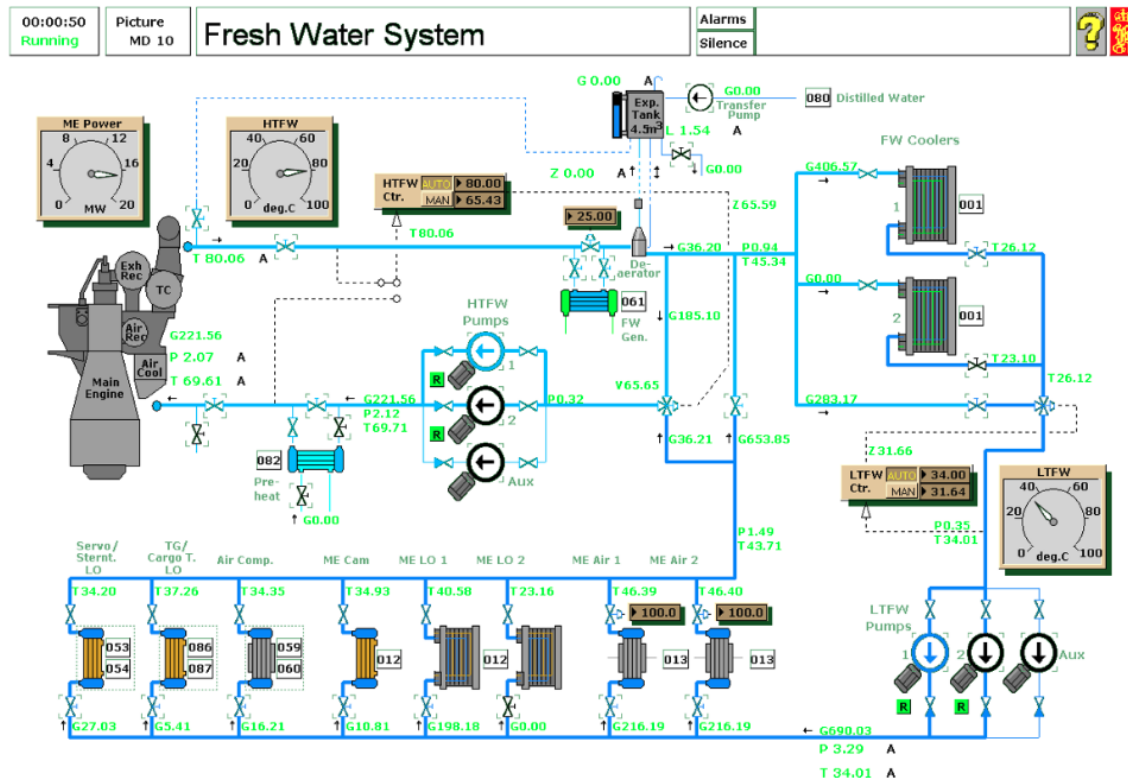 00:00:50
Running
Picture
MD 10
Fresh Water System
Alarms
Silence
?
G 0.00
A
Exp.
Tank
4.5m3
G0.00
Transfer
Pump
080
Distilled Water
L 1.54 A
G0.00
Z 0.00 A
ME Power
8 12
4 16
0 20
MW
HTFW
40 60
20 80
0 100
deg.C
HTFW
Ctr.
AUTO
MAN
80.00
65.43
T80.06
T 80.06 A
25.00
De-
aerator
061
FW
Gen.
G36.20
P0.94
T45.34
Z65.59
FW Coolers
G406.57
1
001
T26.12
G0.00
2
001
T23.10
T26.12
G283.17
Exh
Rec
TC
Air
Rec
Air
Cool
Main
Engine
G221.56
P 2.07 A
T 69.61 A
HTFW
Pumps
1
R
2
R
Aux
G221.56
P2.12
T69.71
P0.32
G185.10
V65.65
G36.21
G653.85
082
Pre-
heat
G0.00
Z31.66
LTFW
Ctr.
AUTO
MAN
34.00
31.64
P0.35
T34.01
LTFW
40 60
20 80
0 100
deg.C
P1.49
T43.71
Servo/
Sternt.
LO
TG/
Cargo T.
LO
Air Comp.
ME Cam
ME LO 1
ME LO 2
ME Air 1
ME Air 2
T34.20
T37.26
T34.35
T34.93
T40.58
T23.16
T46.39
T46.40
100.0
100.0
053
054
086
087
059
060
012
012
013
013
G27.03
G5.41
G16.21
G10.81
G198.18
G0.00
G216.19
G216.19
LTFW
Pumps
1
2
Aux
R
R
G690.03
P 3.29 A
T 34.01 A